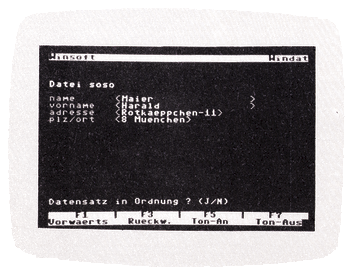 Winsoft Windat
Datei soso
name <Maier >
vorname <Harald >
adresse <Rotkaeppchen-11>
plz/ort <8 Muenchen>
Datensatz in Ordnung ? (J/N)
F1 F3 F5 F7
Vorwaerts Rueckw. Ton-An Ton-Aus